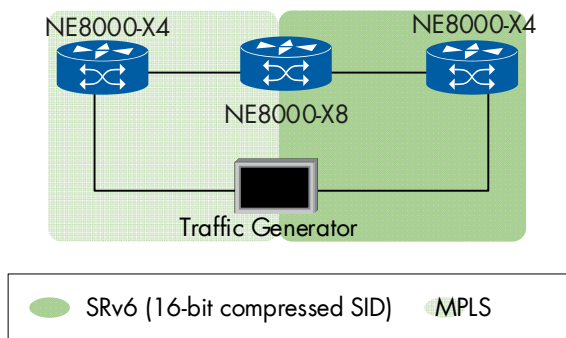 NE8000-X4
NE8000-X4
NE8000-X8
Traffic Generator
SRv6 (16-bit compressed SID)
MPLS